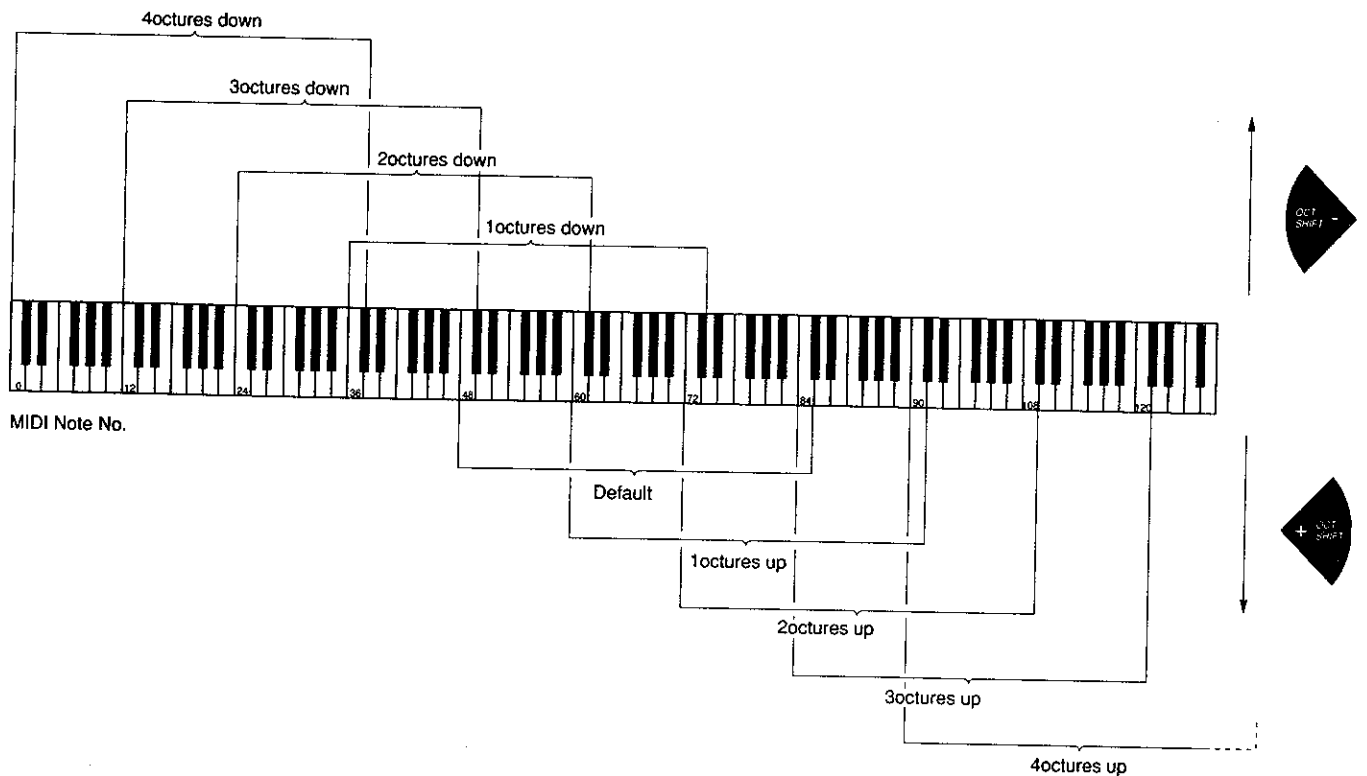 4octures down
3octures down
2octures down
1octures down
OCT
SHIFT -
0 12 24 36 48 60 72 84 90 108 120
MIDI Note No.
Default
+ OCT
SHIFT
1octures up
2octures up
3octures up
4octures up